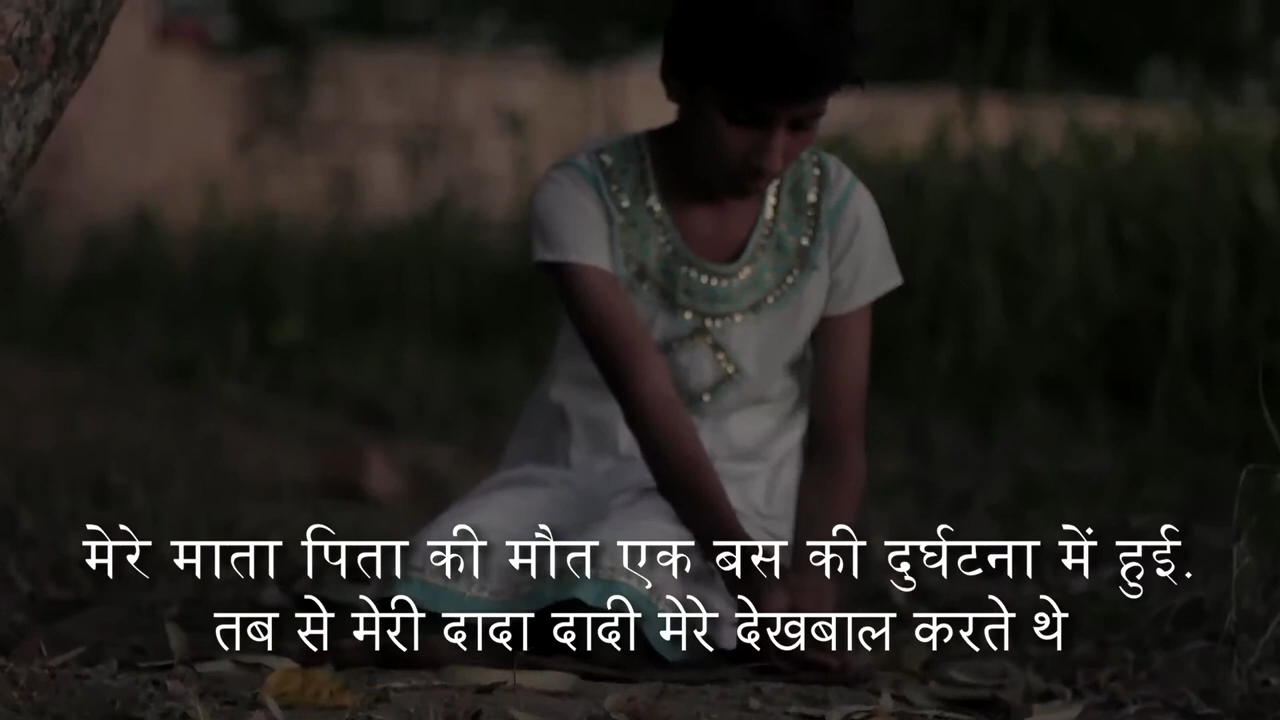 मेरे माता पिता की मौत एक बस की दुर्घटना में हुई.
तब से मेरी दादा दादी मेरे देखबाल करते थे